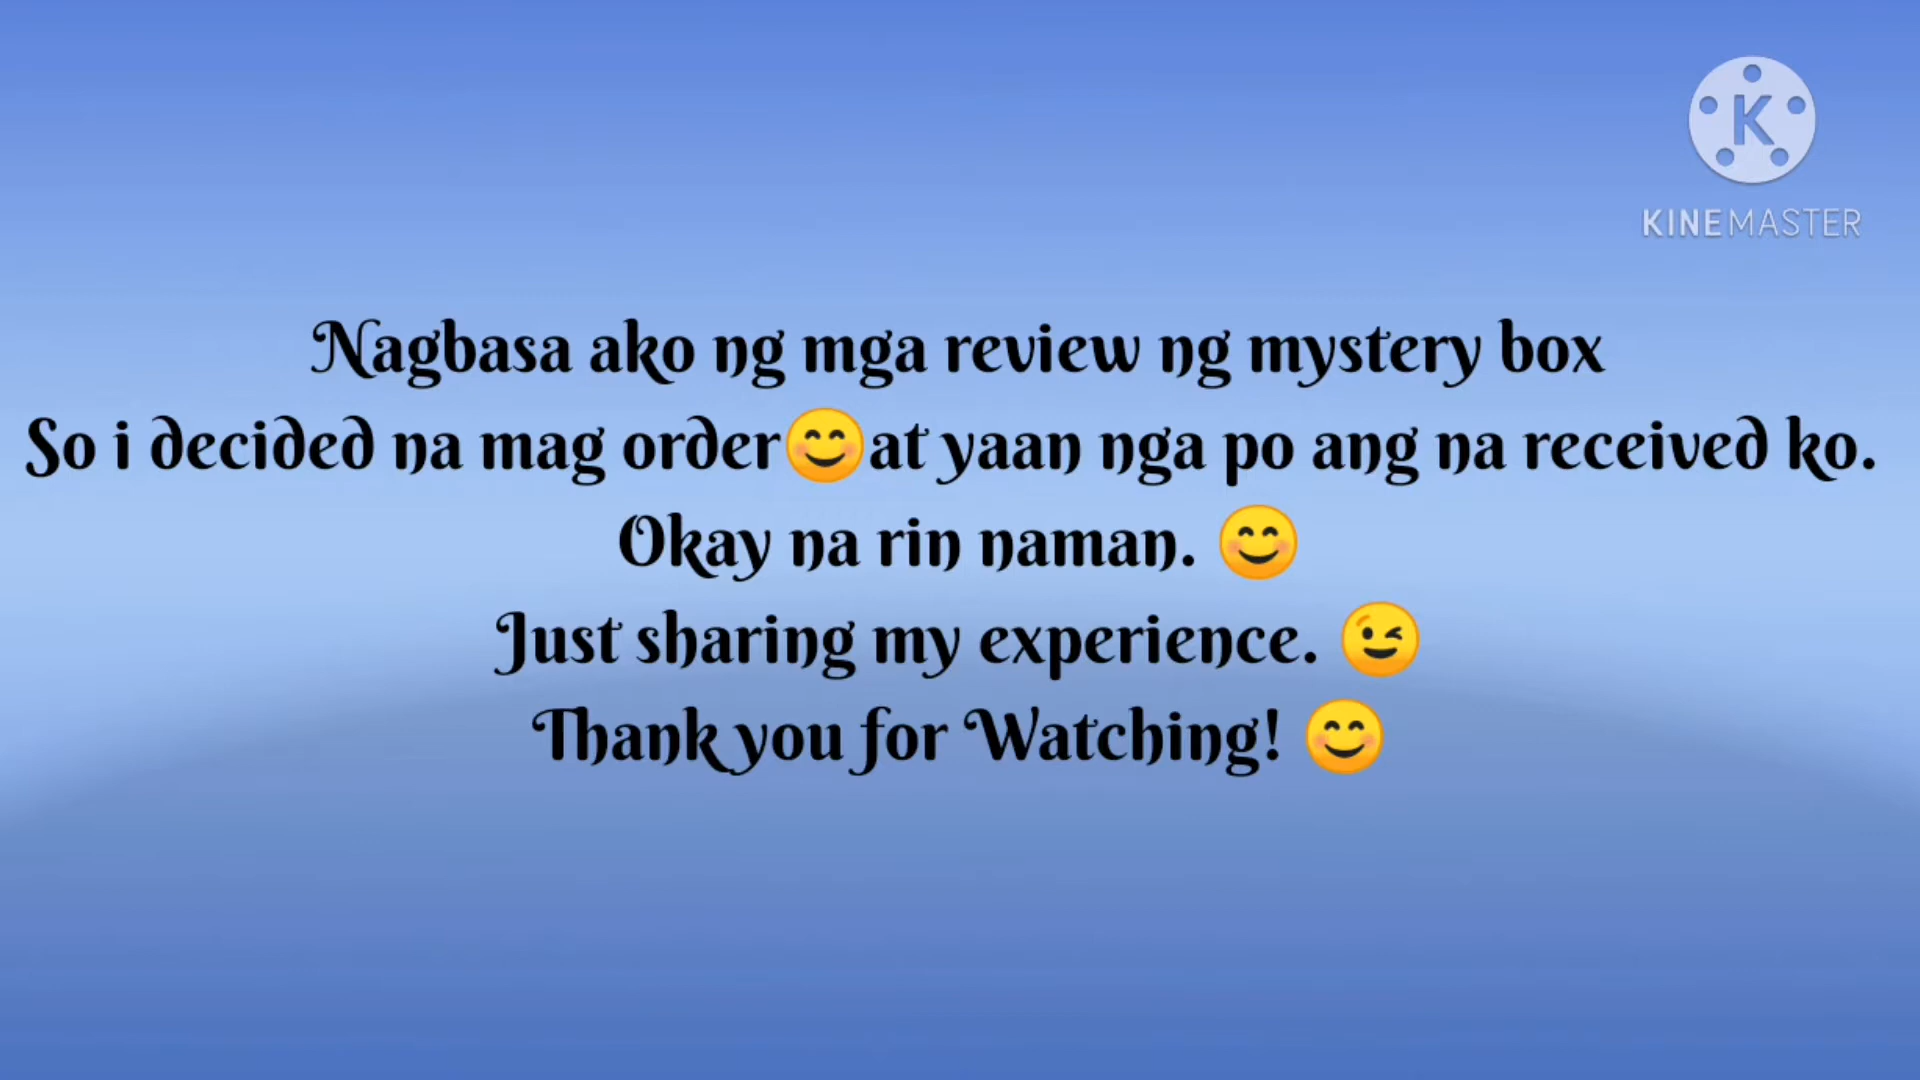 K
KINEMASTER
Nagbasa ako ng mga review ng mystery box
So i decided na mag order😊at yaan nga po ang na received ko.
Okay na rin naman. 😊
Just sharing my experience. 😉
Thank you for Watching! 😊